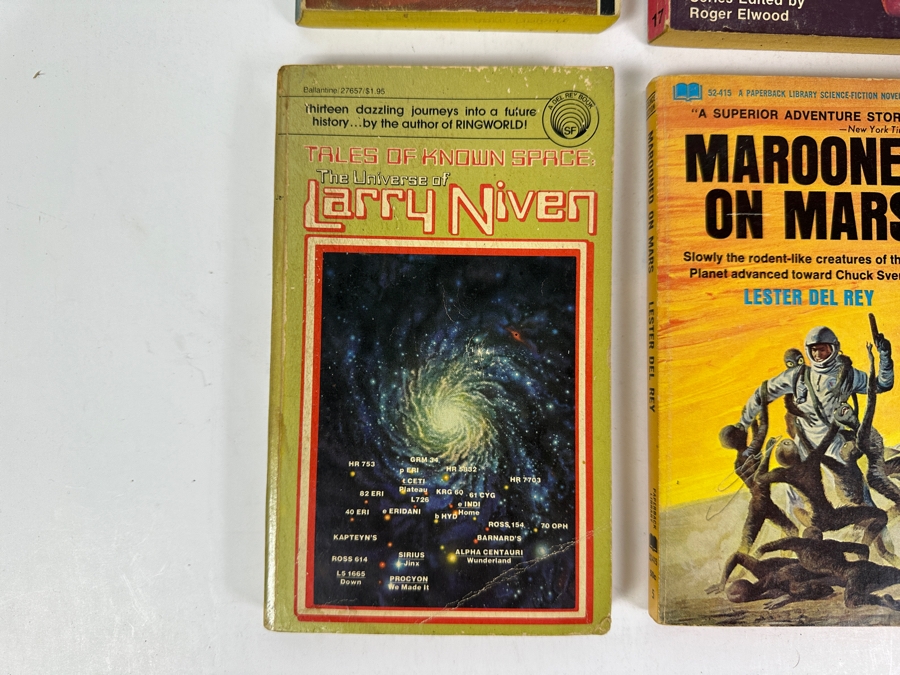 Series Edited by
Roger Elwood
17
Ballantine/27657/$1.95
Thirteen dazzling journeys into a future
history...by the author of RINGWORLD!
A DEL REY BOOK
SF
TALES OF KNOWN SPACE:
The Universe of
Larry Niven
GRM 34
HR 753
p ERI
HR 5832
HR 7703
t CETI
Plateau
82 ERI
KRG 60
61 CYG
L726
e INDI
Home
40 ERI
e ERIDANI
b HYD
ROSS 154
70 OPH
KAPTEYN'S
BARNARD'S
ROSS 614
SIRIUS
Jinx
ALPHA CENTAURI
Wunderland
L5 1665
Down
PROCYON
We Made It
52-415 A PAPERBACK LIBRARY SCIENCE-FICTION NOVE
"A SUPERIOR ADVENTURE STOR
—New York Ti
MAROONE
ON MARS
Slowly the rodent-like creatures of th
Planet advanced toward Chuck Sve
LESTER DEL REY
MAROONED ON MARS LESTER DEL REY